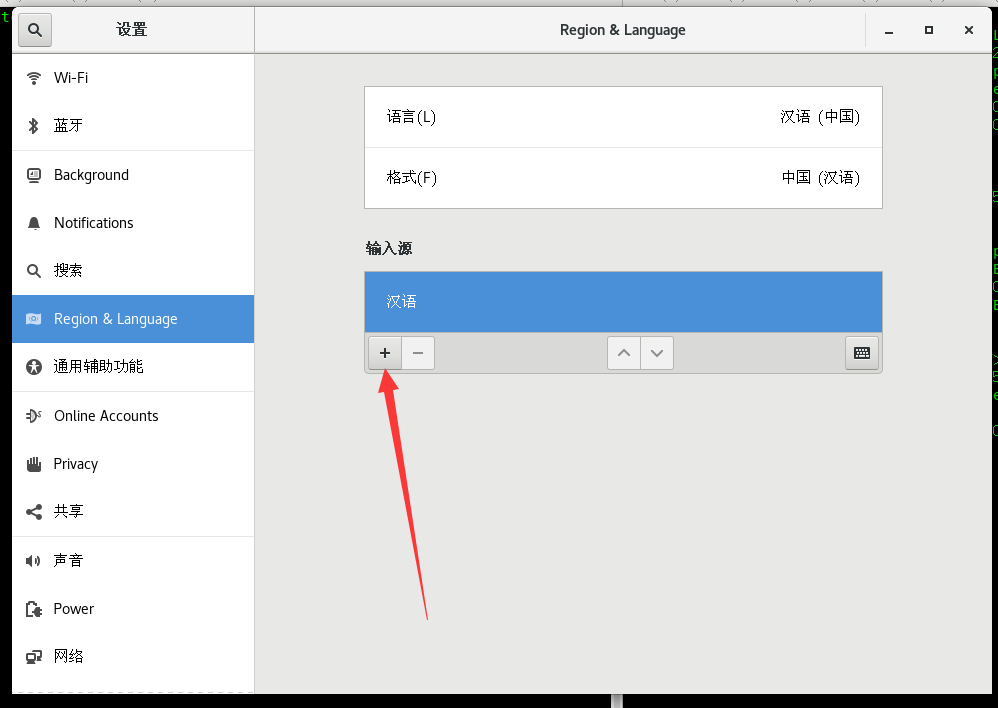 设置
Region & Language
Wi-Fi
蓝牙
Background
Notifications
搜索
Region & Language
通用辅助功能
Online Accounts
Privacy
共享
声音
Power
网络
语言(L)
汉语 (中国)
格式(F)
中国 (汉语)
输入源
汉语